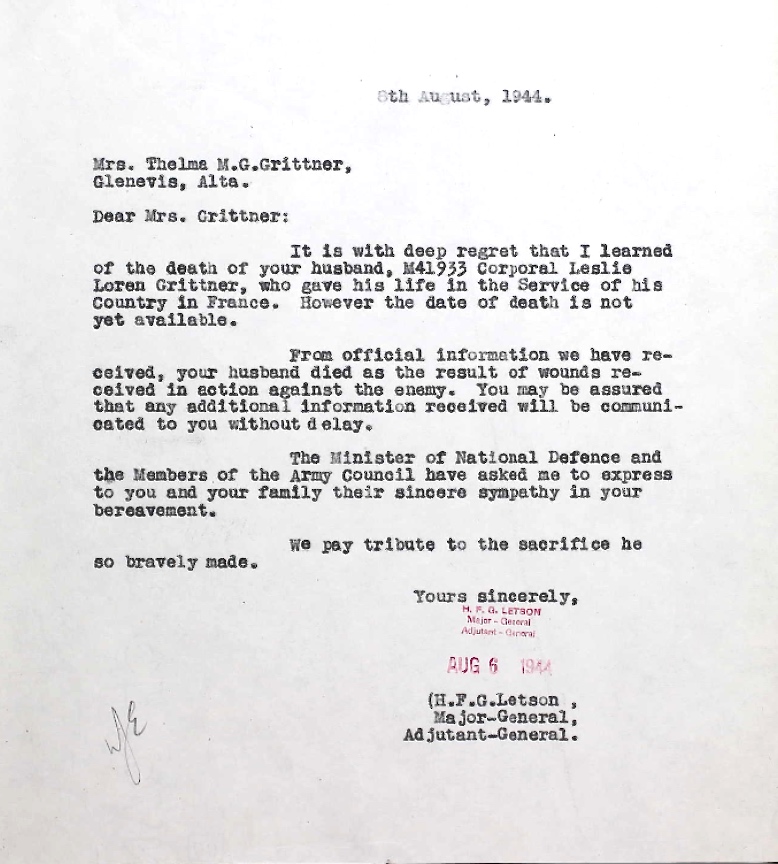 8th August, 1944.
Mrs. Thelma M.G.Grittner,
Glenevis, Alta.
Dear Mrs. Grittner:
It is with deep regret that I learned
of the death of your husband, M41933 Corporal Leslie
Loren Grittner, who gave his life in the Service of his
Country in France. However the date of death is not
yet available.
From official information we have re-
ceived, your husband died as the result of wounds re-
ceived in action against the enemy. You may be assured
that any additional information received will be communi-
cated to you without delay.
The Minister of National Defence and
the Members of the Army Council have asked me to express
to you and your family their sincere sympathy in your
bereavement.
We pay tribute to the sacrifice he
so bravely made.
Yours sincerely,
H. F. G. LETSON
Major - General
Adjutant - General
AUG 6 1944
(H.F.G.Letson ,
Major-General,
Adjutant-General.